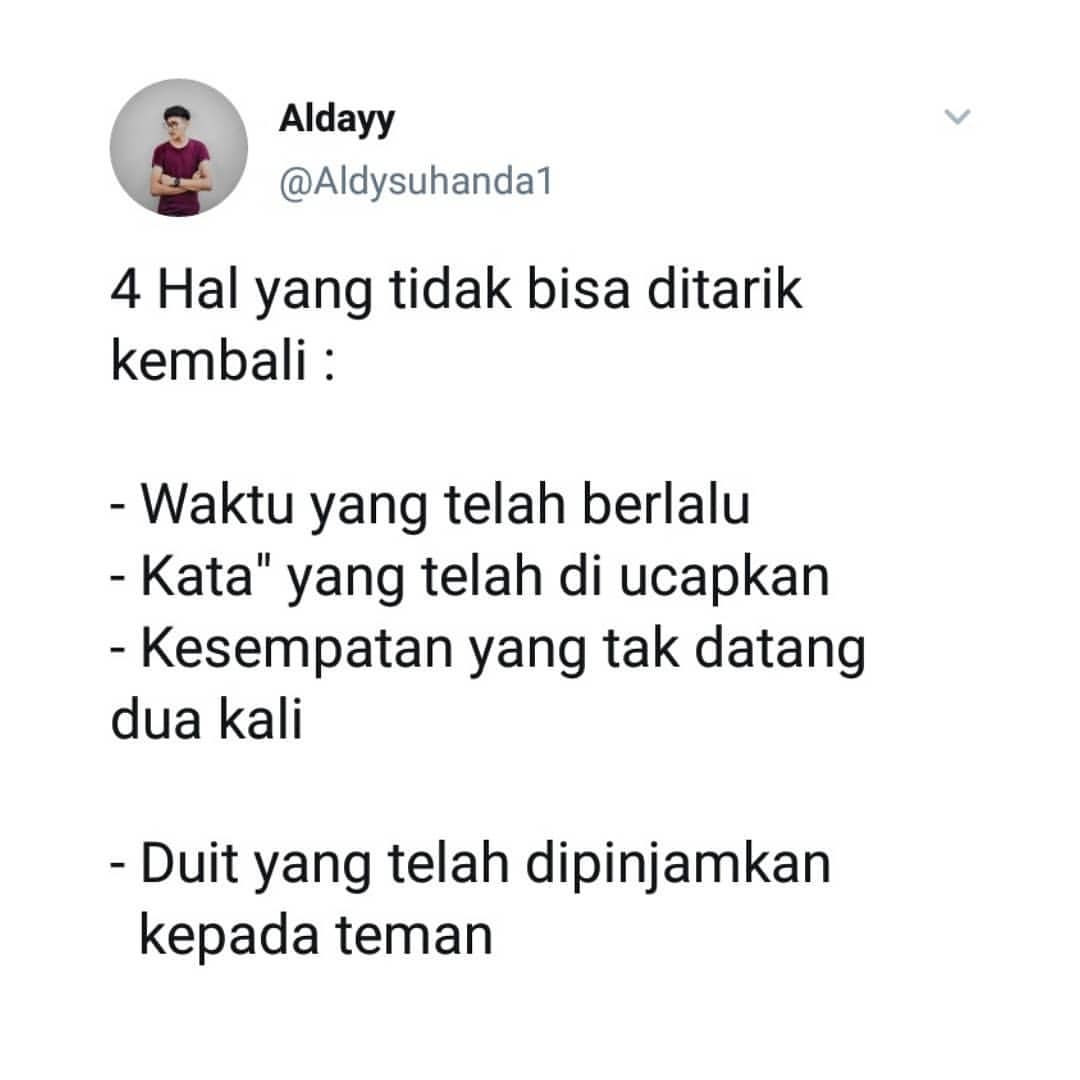 Aldayy
@Aldysuhanda1
4 Hal yang tidak bisa ditarik
kembali :
- Waktu yang telah berlalu
- Kata" yang telah di ucapkan
- Kesempatan yang tak datang
dua kali
- Duit yang telah dipinjamkan
kepada teman